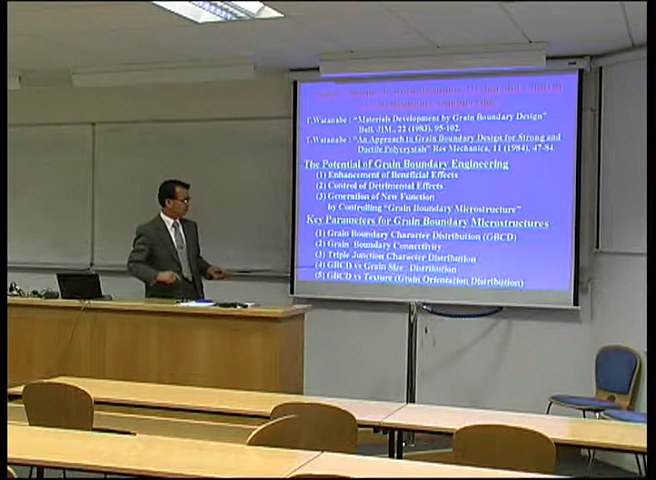 T.Watanabe : "Materials Development by Grain Boundary Design"
Bull. JIM., 22 (1983), 95-102.
T.Watanabe : "An Approach to Grain Boundary Design for Strong and
Ductile Polycrystals" Res Mechanica, 11 (1984), 47-84.
The Potential of Grain Boundary Engineering
(1) Enhancement of Beneficial Effects
(2) Control of Detrimental Effects
(3) Generation of New Function
by Controlling "Grain Boundary Microstructure"
Key Parameters for Grain Boundary Microstructures
(1) Grain Boundary Character Distribution (GBCD)
(2) Grain Boundary Connectivity
(3) Triple Junction Character Distribution
(4) GBCD vs Grain Size Distribution
(5) GBCD vs Texture (Grain Orientation Distribution)